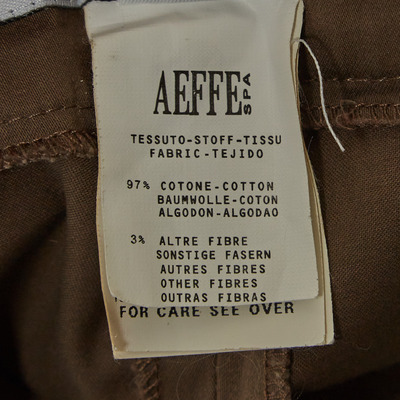 AEFFE SPA
TESSUTO-STOFF-TISSU
FABRIC-TEJIDO
97% COTONE-COTTON
BAUMWOLLE-COTON
ALGODON-ALGODAO
3% ALTRE FIBRE
SONSTIGE FASERN
AUTRES FIBRES
OTHER FIBRES
OUTRAS FIBRAS
FOR CARE SEE OVER